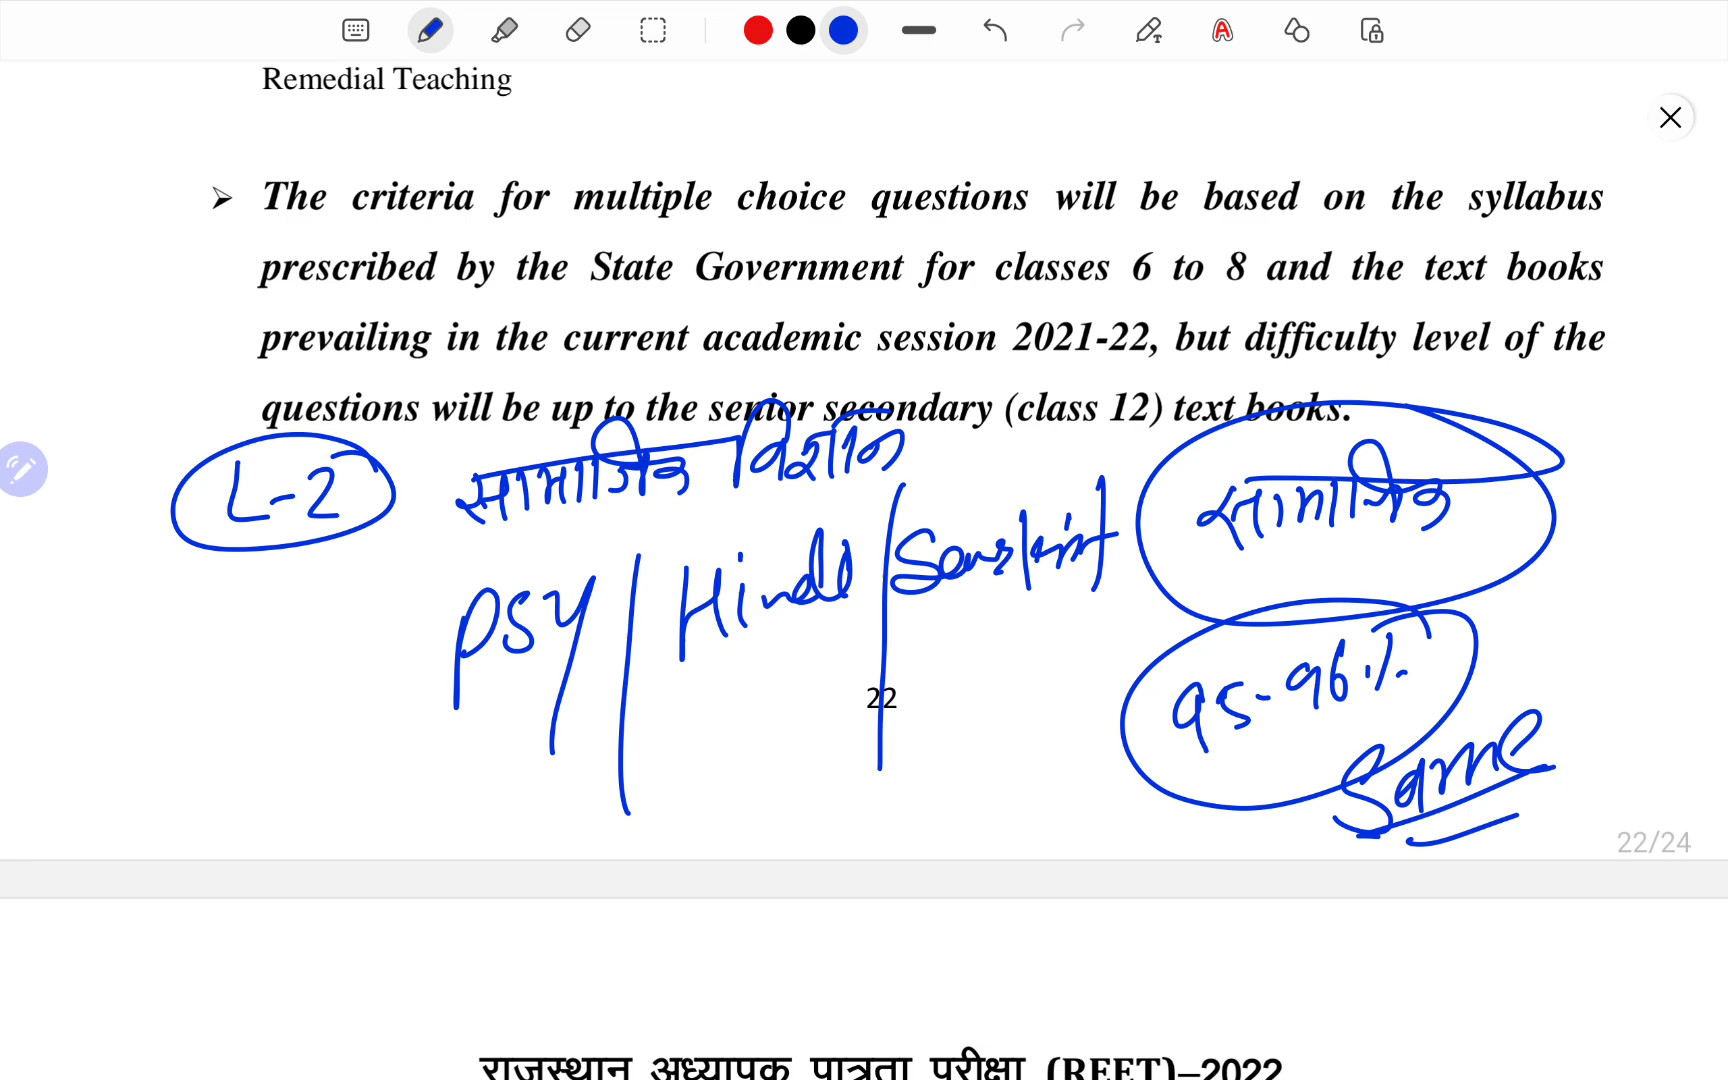 Remedial Teaching
➢ The criteria for multiple choice questions will be based on the syllabus
prescribed by the State Government for classes 6 to 8 and the text books
prevailing in the current academic session 2021-22, but difficulty level of the
questions will be up to the senior secondary (class 12) text books.
L-2 सामाजिक विज्ञान
सामाजिक
PSY / Hindi / Sanskrit
95-96%
Same
22
22/24
राजस्थान अध्यापक पात्रता परीक्षा (REET)–2022